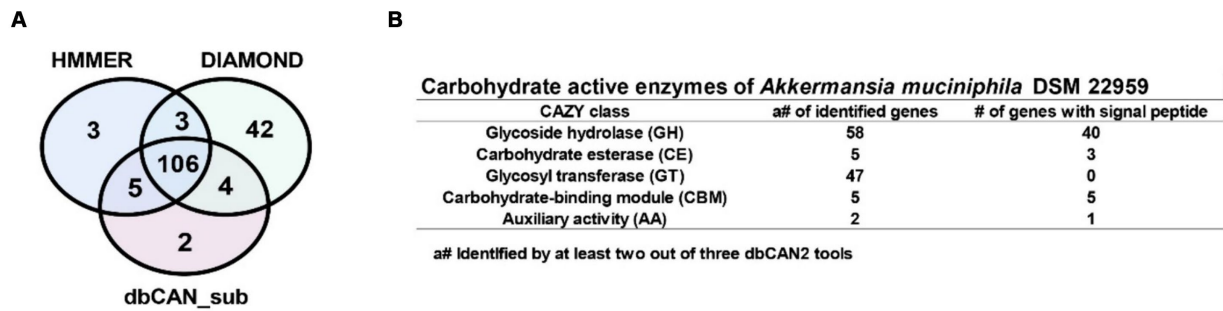 A
B
HMMER
DIAMOND
3
3
42
106
5
4
2
dbCAN_sub
Carbohydrate active enzymes of Akkermansia muciniphila DSM 22959
CAZY class a# of identified genes # of genes with signal peptide
Glycoside hydrolase (GH) 58 40
Carbohydrate esterase (CE) 5 3
Glycosyl transferase (GT) 47 0
Carbohydrate-binding module (CBM) 5 5
Auxiliary activity (AA) 2 1
a# Identified by at least two out of three dbCAN2 tools